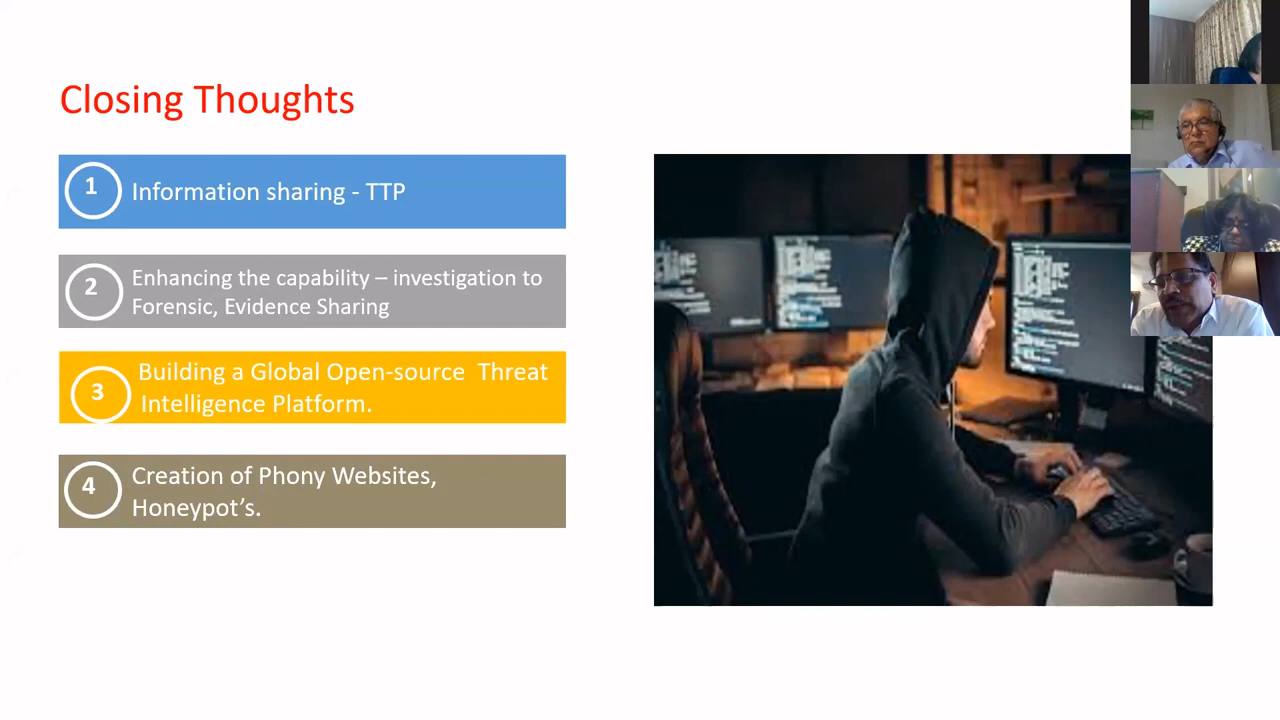 Closing Thoughts
1
Information sharing - TTP
2
Enhancing the capability – investigation to
Forensic, Evidence Sharing
3
Building a Global Open-source  Threat
Intelligence Platform.
4
Creation of Phony Websites,
Honeypot’s.